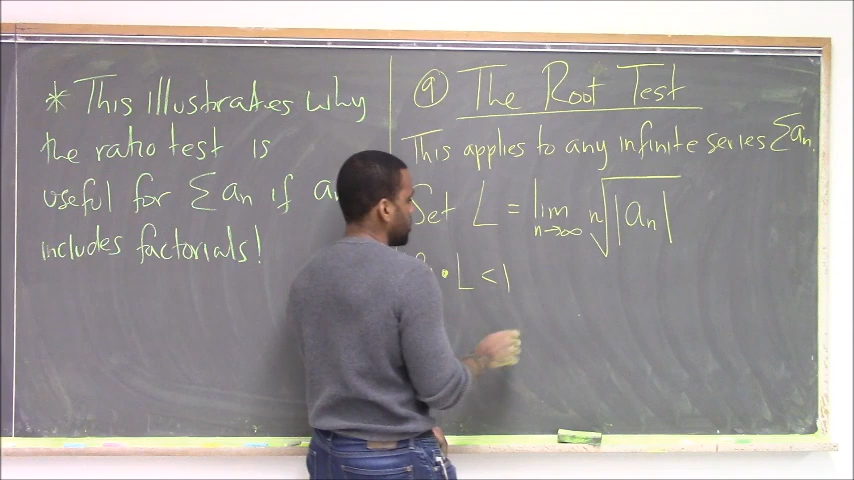 * This illustrates why
the ratio test is
useful for Σ an if
includes factorials!
⑨ The Root Test
This applies to any infinite series Σan.
Set L = lim n→∞ n√|an|
• L < 1